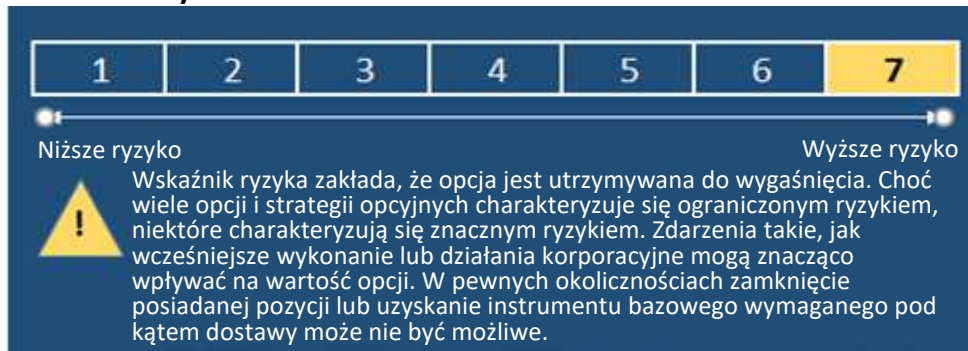 1 2 3 4 5 6 7
Niższe ryzyko Wyższe ryzyko
! Wskaźnik ryzyka zakłada, że opcja jest utrzymywana do wygaśnięcia. Choć
wiele opcji i strategii opcyjnych charakteryzuje się ograniczonym ryzykiem,
niektóre charakteryzują się znacznym ryzykiem. Zdarzenia takie, jak
wcześniejsze wykonanie lub działania korporacyjne mogą znacząco
wpływać na wartość opcji. W pewnych okolicznościach zamknięcie
posiadanej pozycji lub uzyskanie instrumentu bazowego wymaganego pod
kątem dostawy może nie być możliwe.